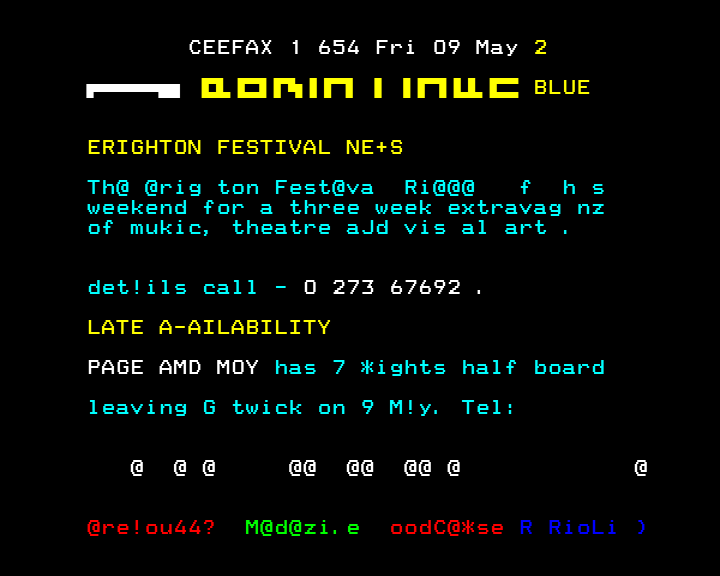 CEEFAX 1 654 Fri 09 May 2
BLUE
ERIGHTON FESTIVAL NE+S
Th@ @rig ton Fest@va  Ri@@@   f  h s
weekend for a three week extravag nz
of mukic, theatre aJd vis al art .
det!ils call - 0 273 67692 .
LATE A-AILABILITY
PAGE AMD MOY has 7 *ights half board
leaving G twick on 9 M!y. Tel:
@  @ @     @@  @@  @@ @            @
@re!ou44?  M@d@zi.e  oodC@*se R RioLi )